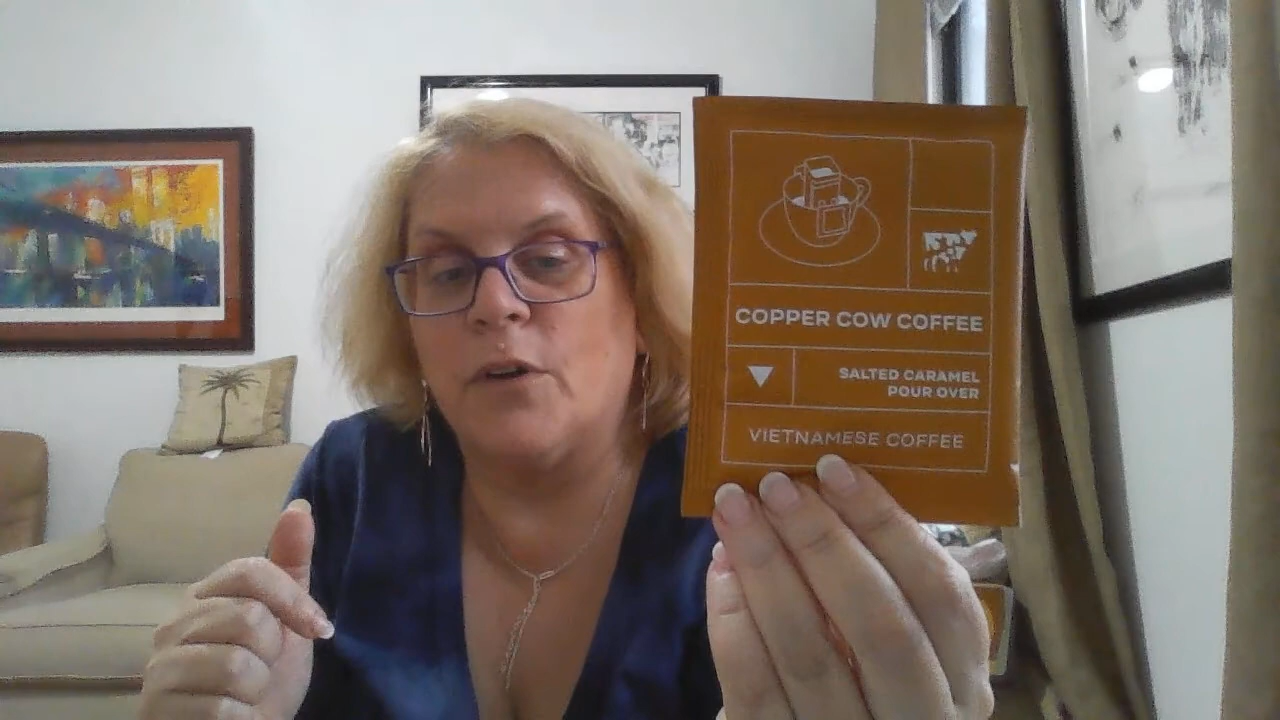 COPPER COW COFFEE
SALTED CARAMEL
POUR OVER
VIETNAMESE COFFEE